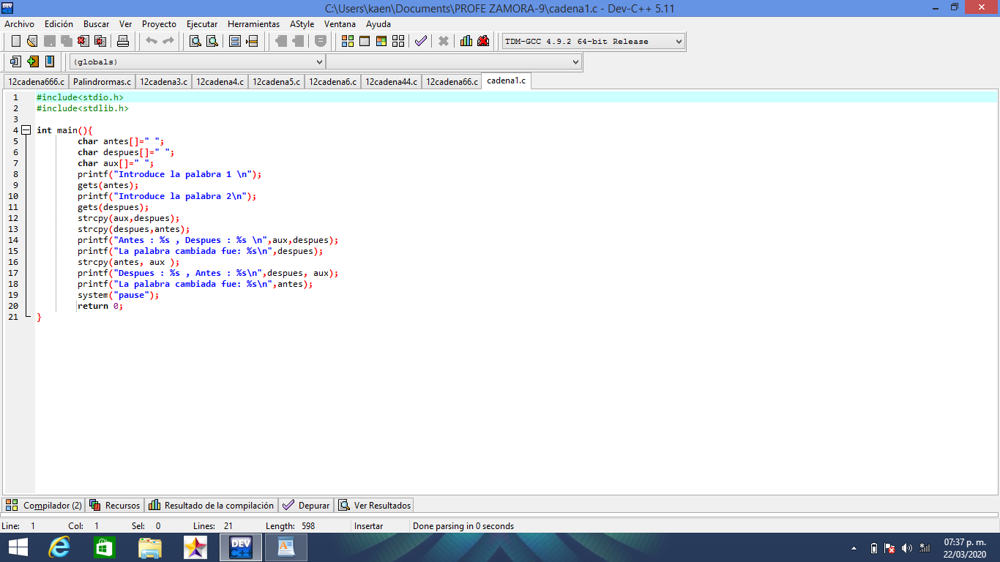 C:\Users\kaen\Documents\PROFE ZAMORA-9\cadena1.c - Dev-C++ 5.11
Archivo Edición Buscar Ver Proyecto Ejecutar Herramientas AStyle Ventana Ayuda
TDM-GCC 4.9.2 64-bit Release
(globals)
12cadena666.c Palindrormas.c 12cadena3.c 12cadena4.c 12cadena5.c 12cadena6.c 12cadena44.c 12cadena66.c cadena1.c
1 #include<stdio.h>
2 #include<stdlib.h>
3
4 int main(){
5 char antes[]=" ";
6 char despues[]=" ";
7 char aux[]=" ";
8 printf("Introduce la palabra 1 \n");
9 gets(antes);
10 printf("Introduce la palabra 2\n");
11 gets(despues);
12 strcpy(aux,despues);
13 strcpy(despues,antes);
14 printf("Antes : %s , Despues : %s \n",aux,despues);
15 printf("La palabra cambiada fue: %s\n",despues);
16 strcpy(antes, aux );
17 printf("Despues : %s , Antes : %s\n",despues, aux);
18 printf("La palabra cambiada fue: %s\n",antes);
19 system("pause");
20 return 0;
21 }
Compilador (2) Recursos Resultado de la compilación Depurar Ver Resultados
Line: 1 Col: 1 Sel: 0 Lines: 21 Length: 598 Insertar Done parsing in 0 seconds
DEV C++
07:37 p. m.
22/03/2020